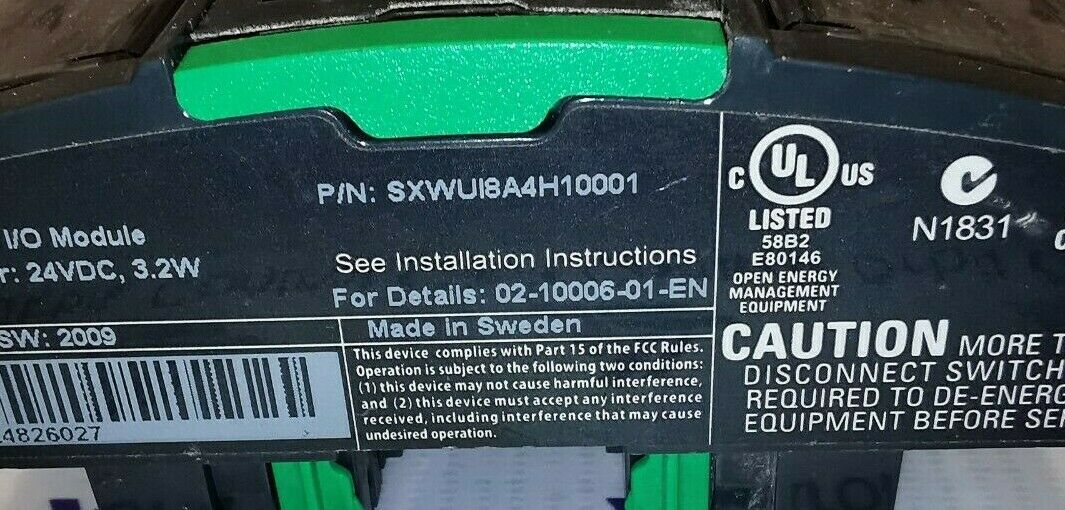 P/N: SXWUI8A4H10001
I/O Module
r: 24VDC, 3.2W
See Installation Instructions
For Details: 02-10006-01-EN
SW: 2009
Made in Sweden
4826027
This device complies with Part 15 of the FCC Rules.
Operation is subject to the following two conditions:
(1) this device may not cause harmful interference,
and (2) this device must accept any interference
received, including interference that may cause
undesired operation.
C UL US
LISTED
58B2
E80146
OPEN ENERGY
MANAGEMENT
EQUIPMENT
N1831
CAUTION MORE T
DISCONNECT SWITCH
REQUIRED TO DE-ENERG
EQUIPMENT BEFORE SER